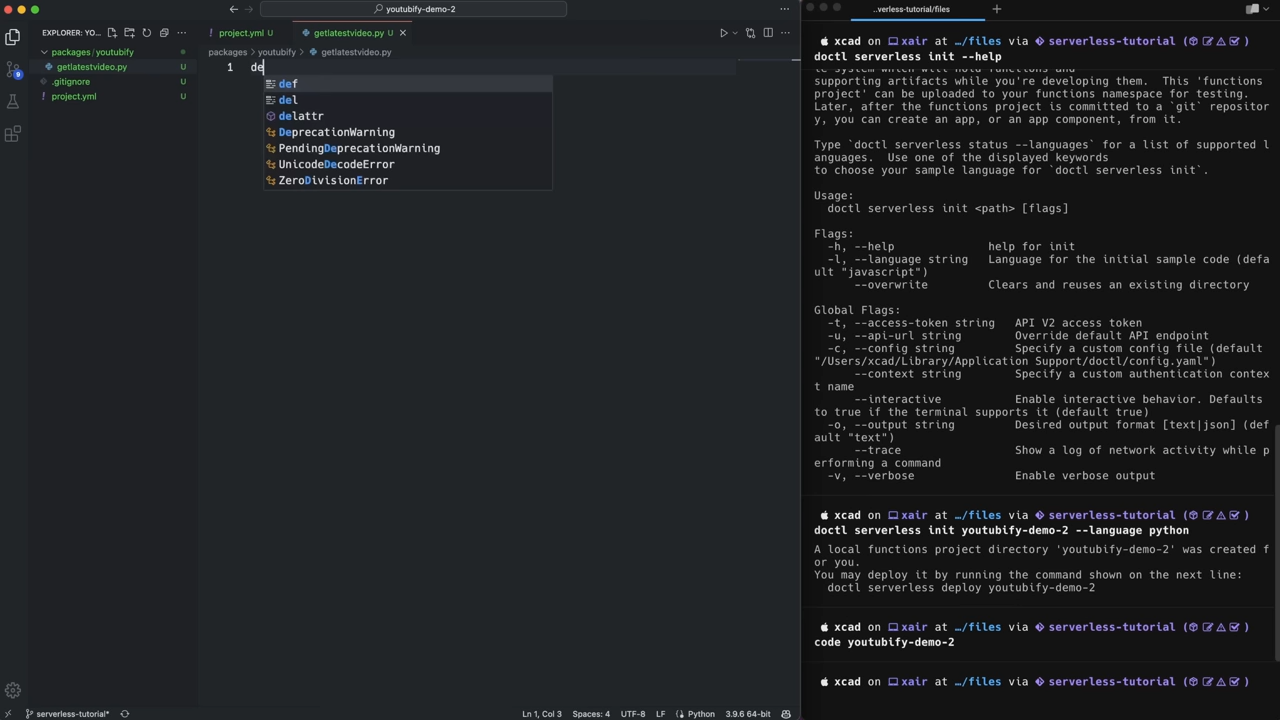 youtubify-demo-2
EXPLORER: YO...
packages/youtubify
getlatestvideo.py U
.gitignore U
project.yml U
9
project.yml U
getlatestvideo.py U
packages > youtubify > getlatestvideo.py
1 de
def
del
delattr
DeprecationWarning
PendingDeprecationWarning
UnicodeDecodeError
ZeroDivisionError
serverless-tutorial*
Ln 1, Col 3 Spaces: 4 UTF-8 LF Python 3.9.6 64-bit
..verless-tutorial/files
xcad on xair at …/files via serverless-tutorial ( )
doctl serverless init --help
supporting artifacts while you're developing them. This 'functions
project' can be uploaded to your functions namespace for testing.
Later, after the functions project is committed to a `git` repositor
y, you can create an app, or an app component, from it.
Type `doctl serverless status --languages` for a list of supported l
anguages. Use one of the displayed keywords
to choose your sample language for `doctl serverless init`.
Usage:
doctl serverless init <path> [flags]
Flags:
-h, --help help for init
-l, --language string Language for the initial sample code (defa
ult "javascript")
--overwrite Clears and reuses an existing directory
Global Flags:
-t, --access-token string API V2 access token
-u, --api-url string Override default API endpoint
-c, --config string Specify a custom config file (default
"/Users/xcad/Library/Application Support/doctl/config.yaml")
--context string Specify a custom authentication contex
t name
--interactive Enable interactive behavior. Defaults
to true if the terminal supports it (default true)
-o, --output string Desired output format [text|json] (def
ault "text")
--trace Show a log of network activity while p
erforming a command
-v, --verbose Enable verbose output
xcad on xair at …/files via serverless-tutorial ( )
doctl serverless init youtubify-demo-2 --language python
A local functions project directory 'youtubify-demo-2' was created f
or you.
You may deploy it by running the command shown on the next line:
doctl serverless deploy youtubify-demo-2
xcad on xair at …/files via serverless-tutorial ( )
code youtubify-demo-2
xcad on xair at …/files via serverless-tutorial ( )